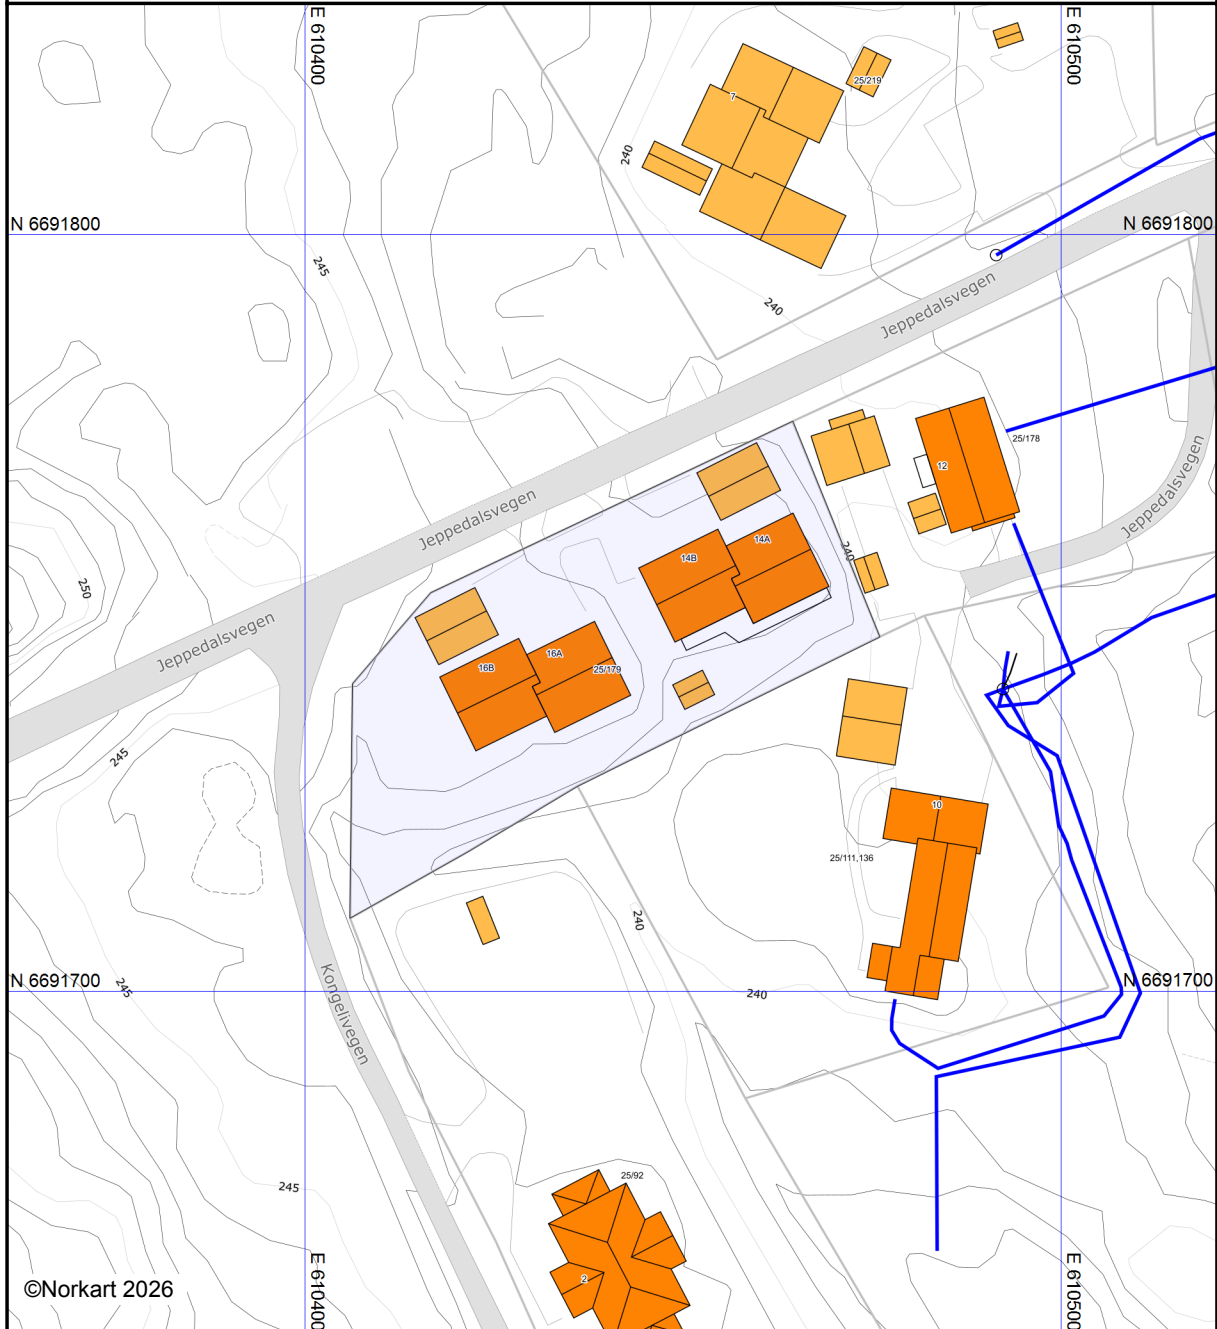 E 610400
E 610500
25/219
7
240
N 6691800
N 6691800
245
240
Jeppedalsvegen
25/178
12
Jeppedalsvegen
Jeppedalsvegen
14A
240
14B
250
Jeppedalsvegen
16A
16B
25/179
245
10
25/111,136
240
N 6691700
N 6691700
245
240
Kongelivegen
25/92
245
2
E 610400
E 610500
©Norkart 2026